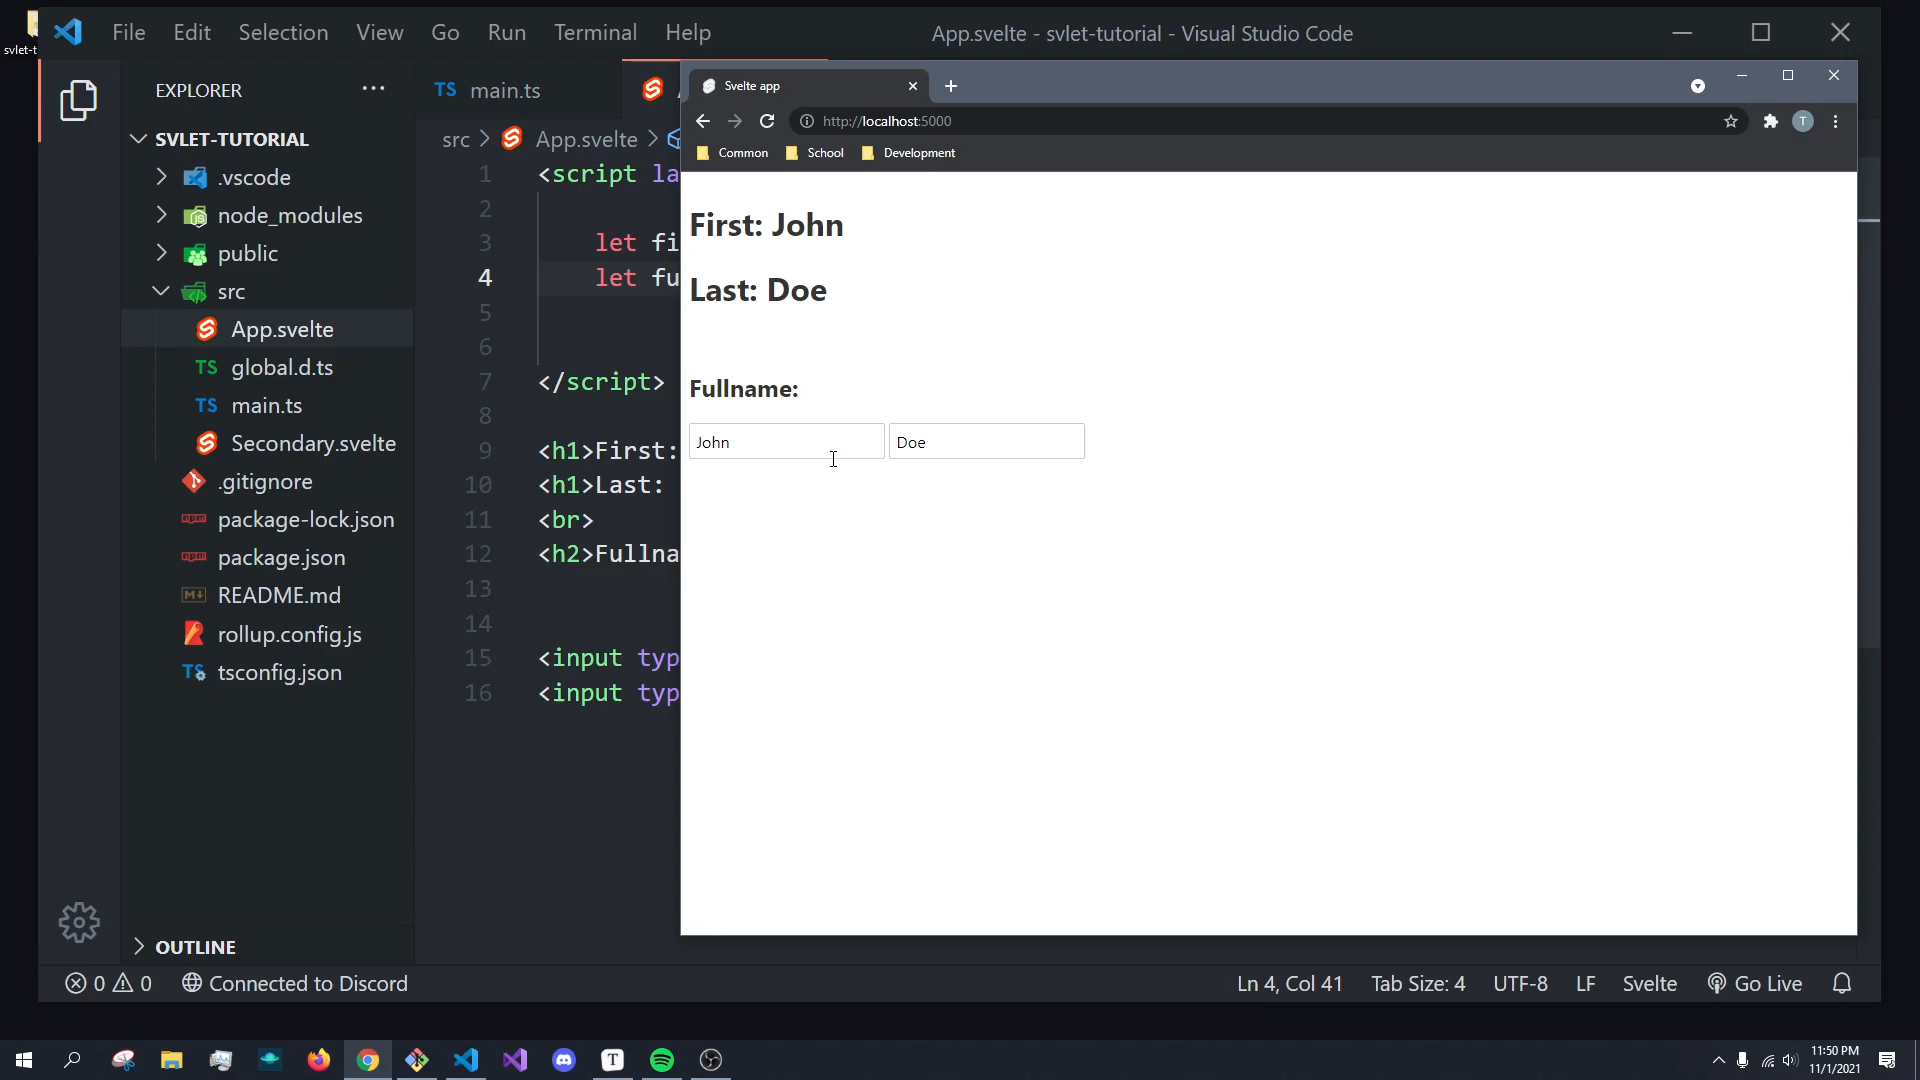 svlet-t
File Edit Selection View Go Run Terminal Help
App.svelte - svlet-tutorial - Visual Studio Code
EXPLORER
SVLET-TUTORIAL
.vscode
node_modules
public
src
App.svelte
TS global.d.ts
TS main.ts
Secondary.svelte
.gitignore
package-lock.json
package.json
README.md
rollup.config.js
TS tsconfig.json
OUTLINE
TS main.ts
src > App.svelte >
1 <script la
2
3 let fi
4 let fu
5
6
7 </script>
8
9 <h1>First:
10 <h1>Last:
11 <br>
12 <h2>Fullna
13
14
15 <input typ
16 <input typ
Svelte app
http://localhost:5000
T
Common School Development
First: John
Last: Doe
Fullname:
John Doe
0 0 Connected to Discord
Ln 4, Col 41 Tab Size: 4 UTF-8 LF Svelte Go Live
T
11:50 PM
11/1/2021